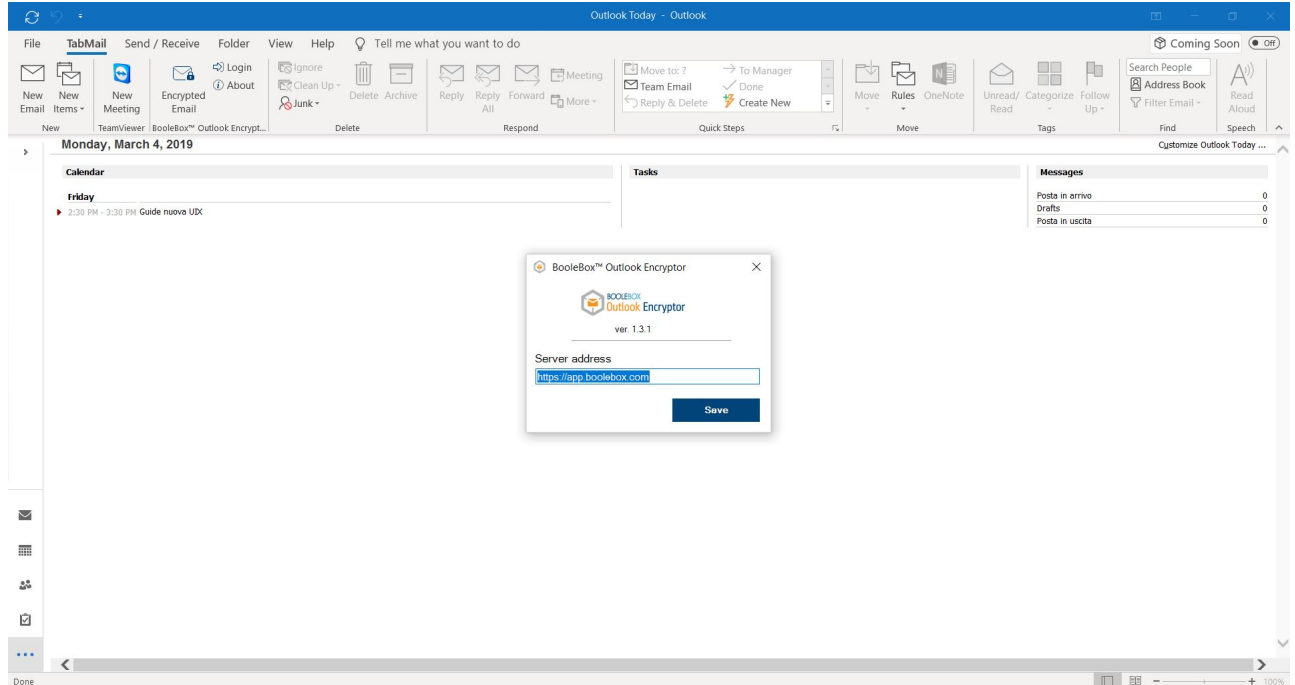 Outlook Today - Outlook
File TabMail Send / Receive Folder View Help Tell me what you want to do Coming Soon Off
New Email
New Items
New Meeting
Encrypted Email
Login
About
Ignore
Clean Up
Junk
Delete
Archive
Reply
Reply All
Forward
Meeting
More
Move to: ?
Team Email
Reply & Delete
To Manager
Done
Create New
Move
Rules
OneNote
Unread/ Read
Categorize
Follow Up
Search People
Address Book
Filter Email
Read Aloud
New TeamViewer BooleBox™ Outlook Encrypt... Delete Respond Quick Steps Move Tags Find Speech
Monday, March 4, 2019 Customize Outlook Today ...
Calendar Tasks Messages
Friday
2:30 PM - 3:30 PM Guide nuova UIX
Posta in arrivo 0
Drafts 0
Posta in uscita 0
BooleBox™ Outlook Encryptor
BOOLEBOX
Outlook Encryptor
ver. 1.3.1
Server address
https://app.boolebox.com
Save
Done 100%